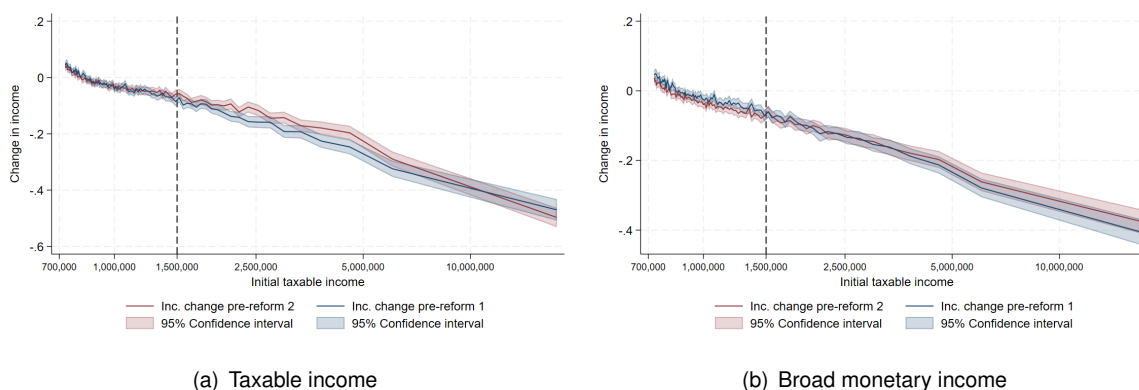 .2
0
-.2
-.4
-.6
Change in income
700,000 1,000,000 1,500,000 2,500,000 5,000,000 10,000,000
Initial taxable income
Inc. change pre-reform 2 Inc. change pre-reform 1
95% Confidence interval 95% Confidence interval
(a) Taxable income
.2
0
-.2
-.4
Change in income
700,000 1,000,000 1,500,000 2,500,000 5,000,000 10,000,000
Initial taxable income
Inc. change pre-reform 2 Inc. change pre-reform 1
95% Confidence interval 95% Confidence interval
(b) Broad monetary income